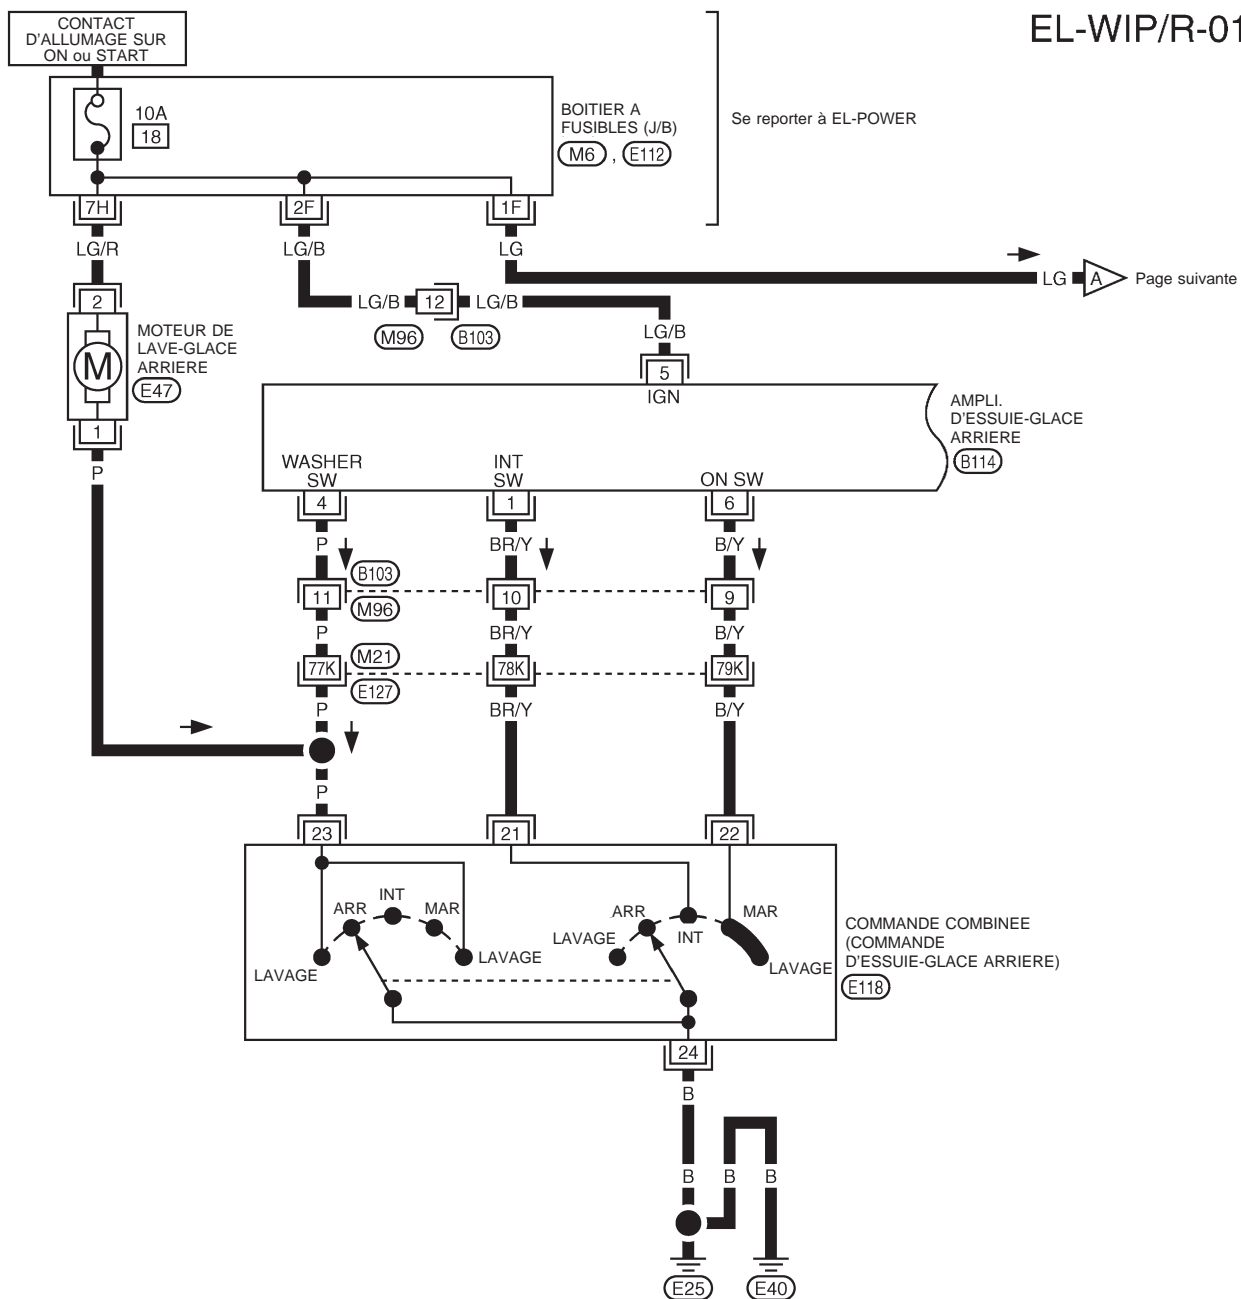 EL-WIP/R-01
CONTACT
D'ALLUMAGE SUR
ON ou START
10A
18
BOITIER A
FUSIBLES (J/B)
M6 , E112
Se reporter à EL-POWER
7H 2F 1F
LG/R LG/B LG
LG A Page suivante
2
LG/B 12 LG/B
M96 B103
MOTEUR DE
LAVE-GLACE
ARRIERE
E47
M
LG/B
5
IGN
1
P
AMPLI.
D'ESSUIE-GLACE
ARRIERE
B114
WASHER
SW
INT
SW
ON SW
4 1 6
P BR/Y B/Y
B103
11 10 9
M96
P BR/Y B/Y
M21
77K 78K 79K
E127
P BR/Y B/Y
P
23 21 22
ARR INT MAR
LAVAGE LAVAGE
ARR INT MAR
LAVAGE LAVAGE
COMMANDE COMBINEE
(COMMANDE
D'ESSUIE-GLACE ARRIERE)
E118
24
B
B B B
E25 E40